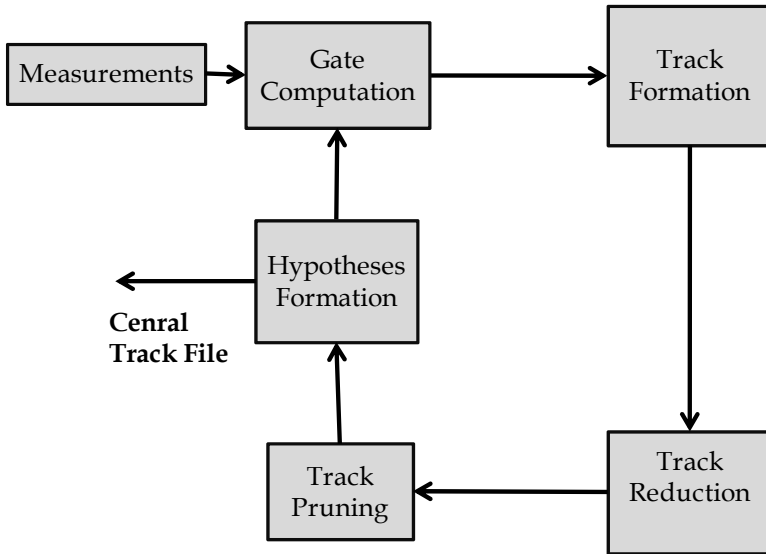 Measurements
Gate
Computation
Track
Formation
Hypotheses
Formation
Cenral
Track File
Track
Pruning
Track
Reduction